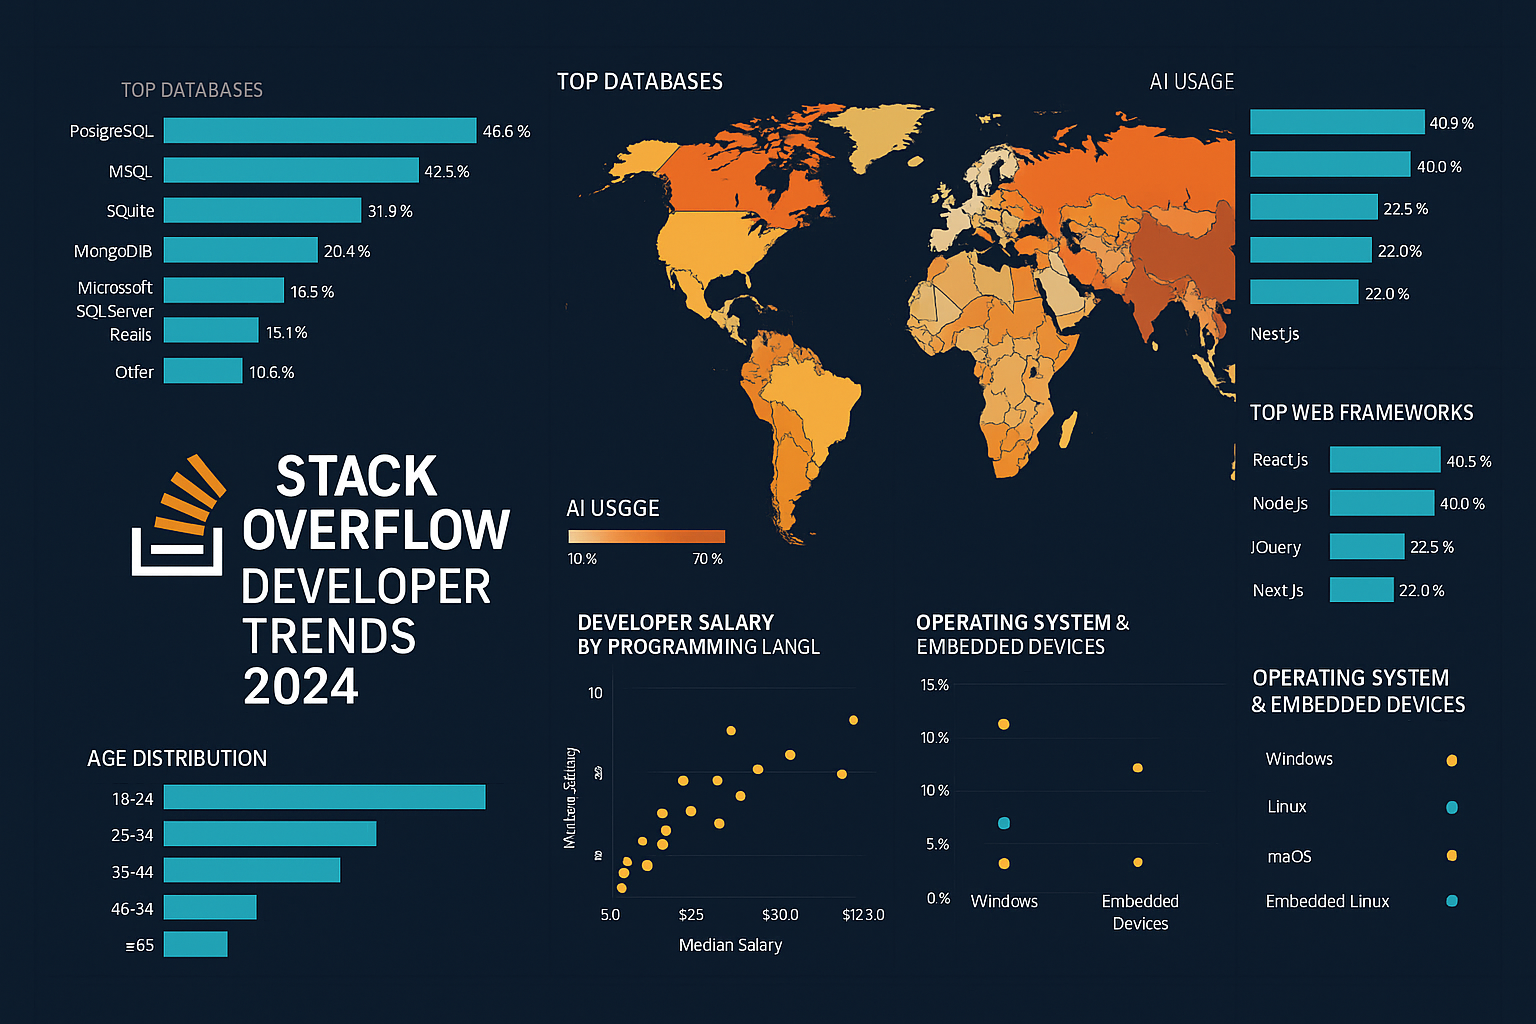 TOP DATABASES
PosigreSQL 46.6 %
MSQL 42.5.%
SQuite 31.9 %
MongoDIB 20.4 %
Microssoft 16.5 %
SQLServer
Reails 15.1%
Otfer 10.6.%
STACK
OVERFLOW
DEVELOPER
TRENDS
2024
AGE DISTRIBUTION
18-24
25-34
35-44
46-34
≡65
TOP DATABASES
AI USGGE
10.% 70 %
DEVELOPER SALARY
BY PROGRAMMING LANGL
10
5.0 $25 $30.0 $123.0
Median Salary
OPERATING SYSTEM &
EMBEDDED DEVICES
15.%
10.%
10 %
5.%
0.%
Windows Embedded
Devices
AI USAGE
40.9 %
40.0 %
22.5 %
22.0%
22.0 %
Nestjs
TOP WEB FRAMEWORKS
Reactjs 40.5 %
NodeJs 40.0 %
JOuery 22.5 %
NextJs 22.0 %
OPERATING SYSTEM
& EMBEDDED DEVICES
Windows
Linux
maOS
Embedded Linux